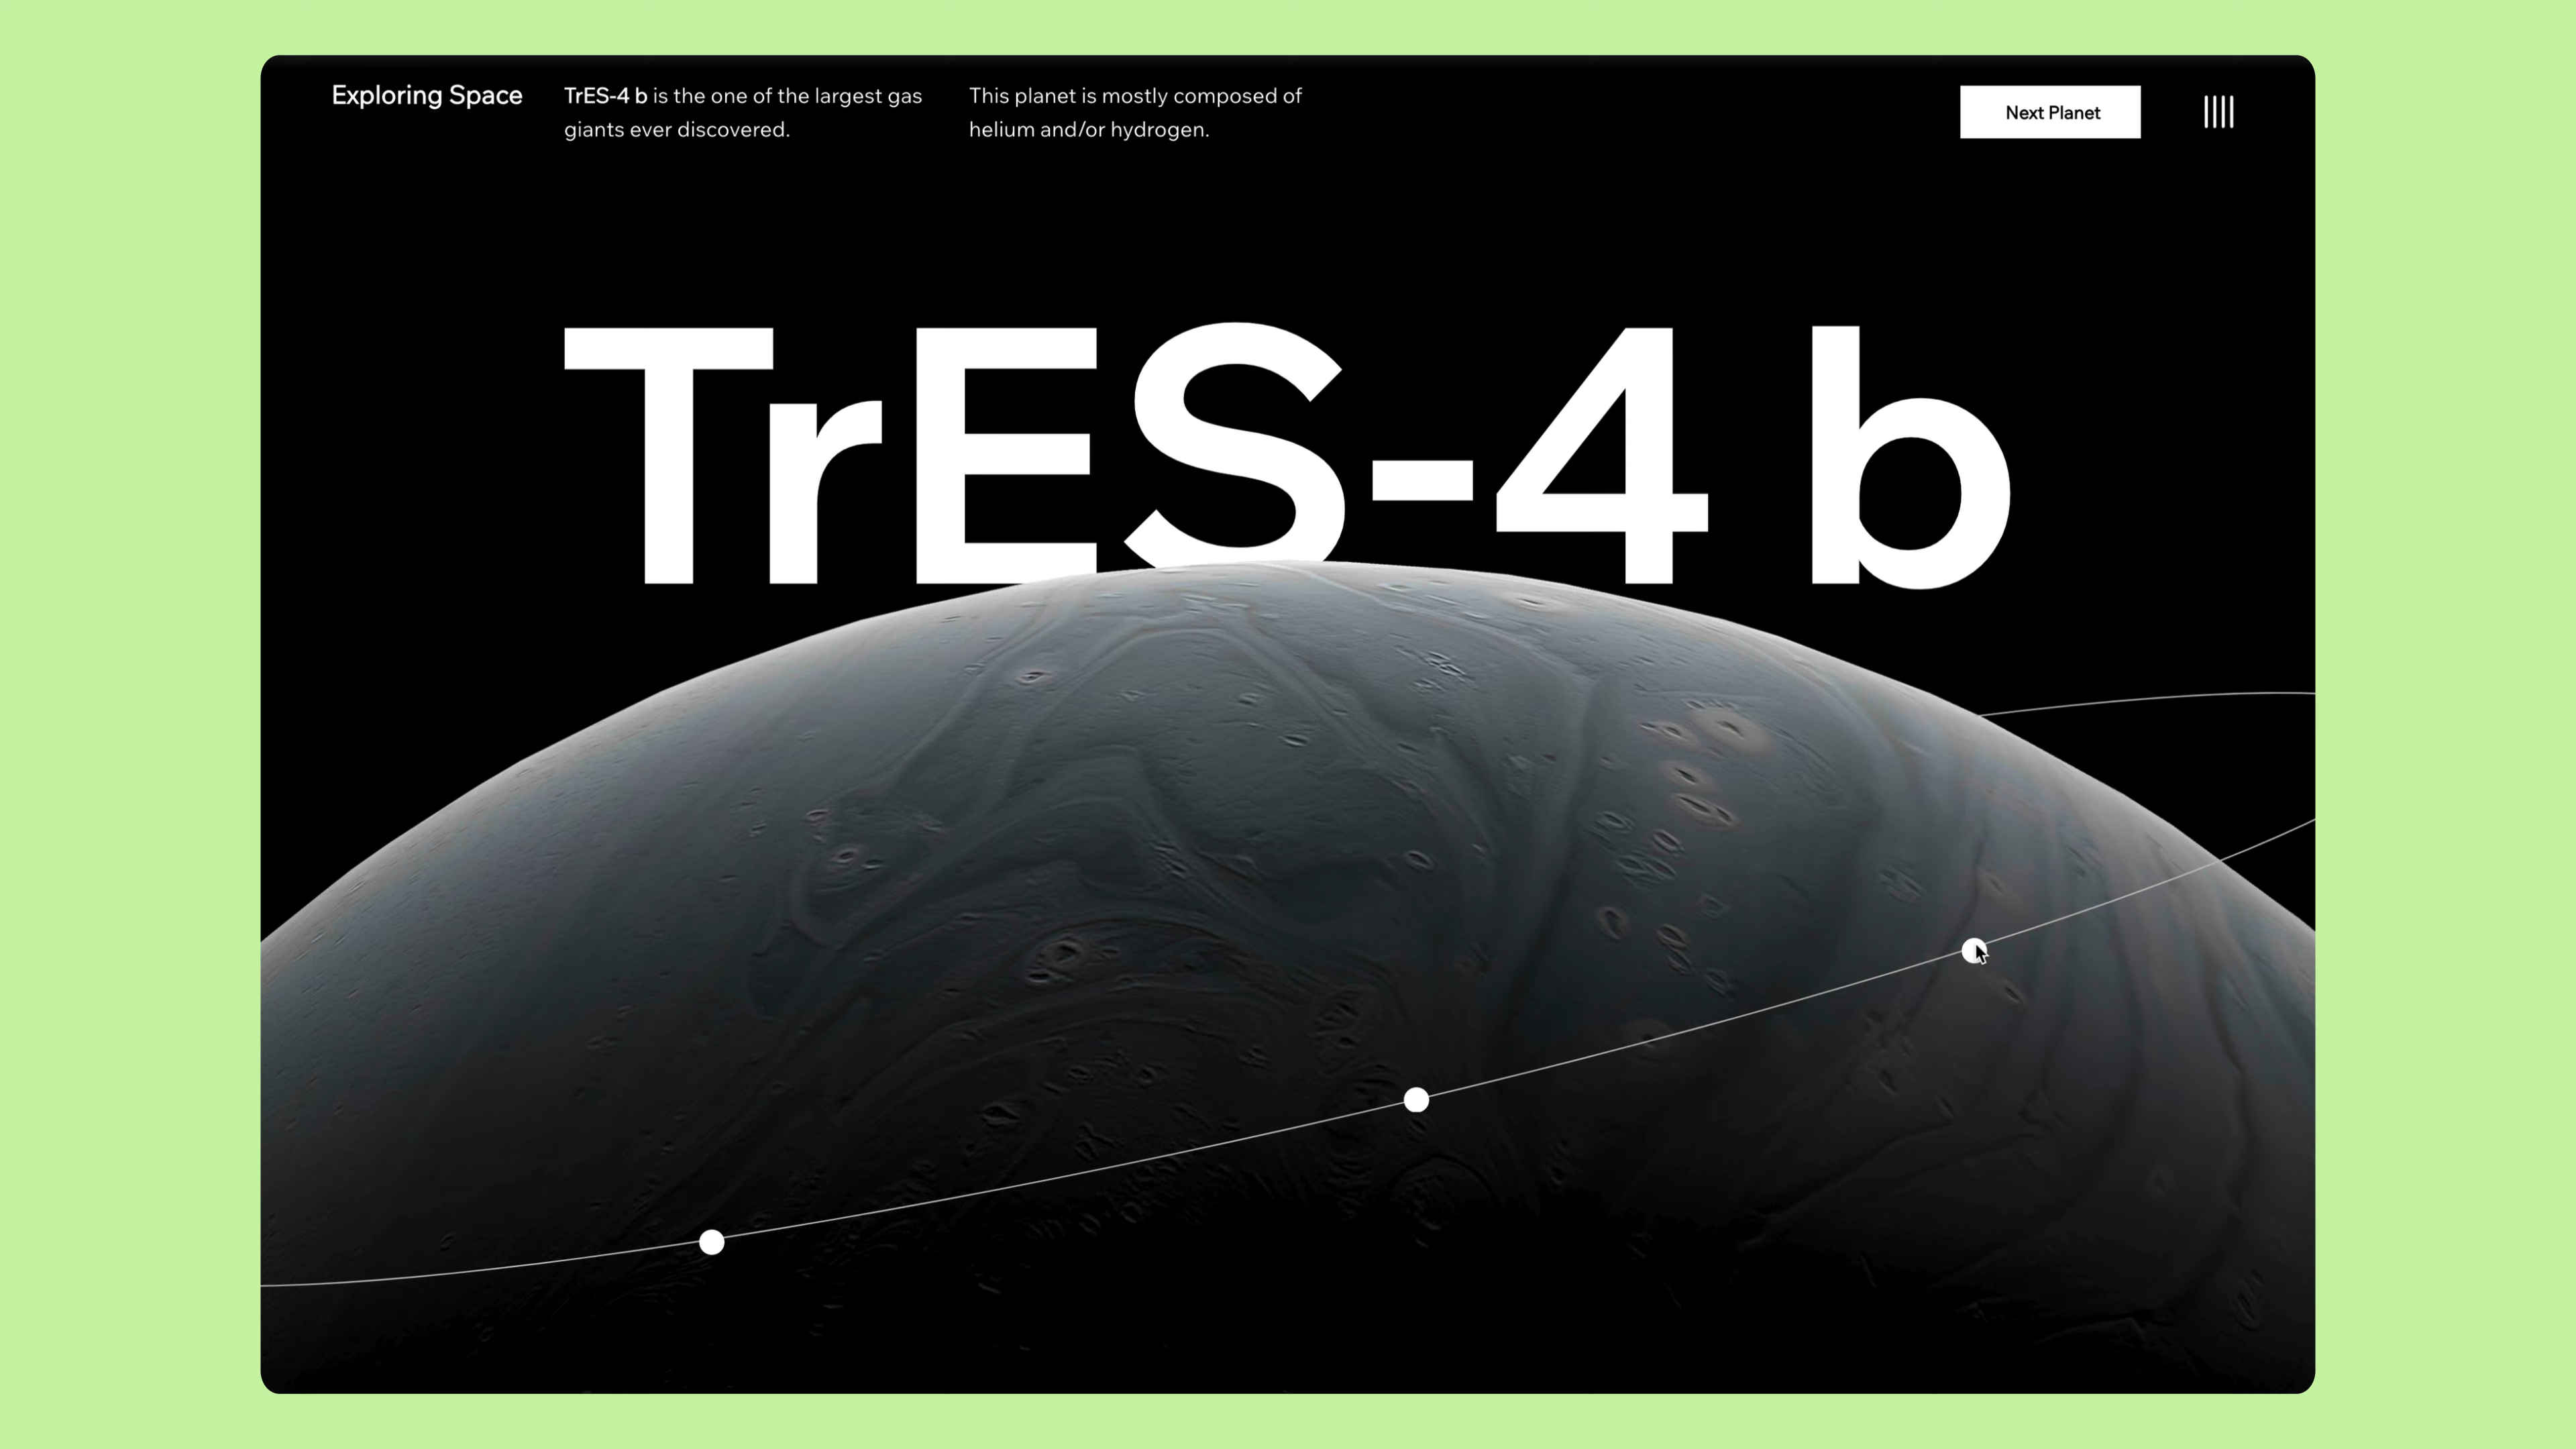 Exploring Space
TrES-4 b is the one of the largest gas
giants ever discovered.
This planet is mostly composed of
helium and/or hydrogen.
Next Planet
TrES-4 b